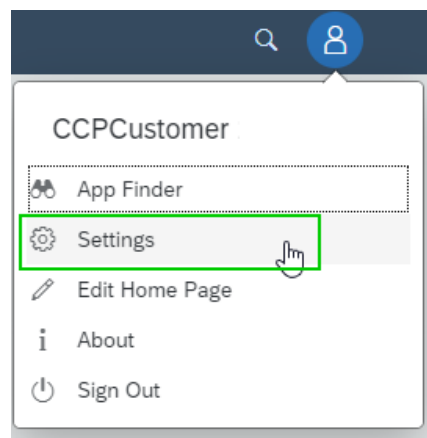 CCPCustomer
App Finder
Settings
Edit Home Page
About
Sign Out